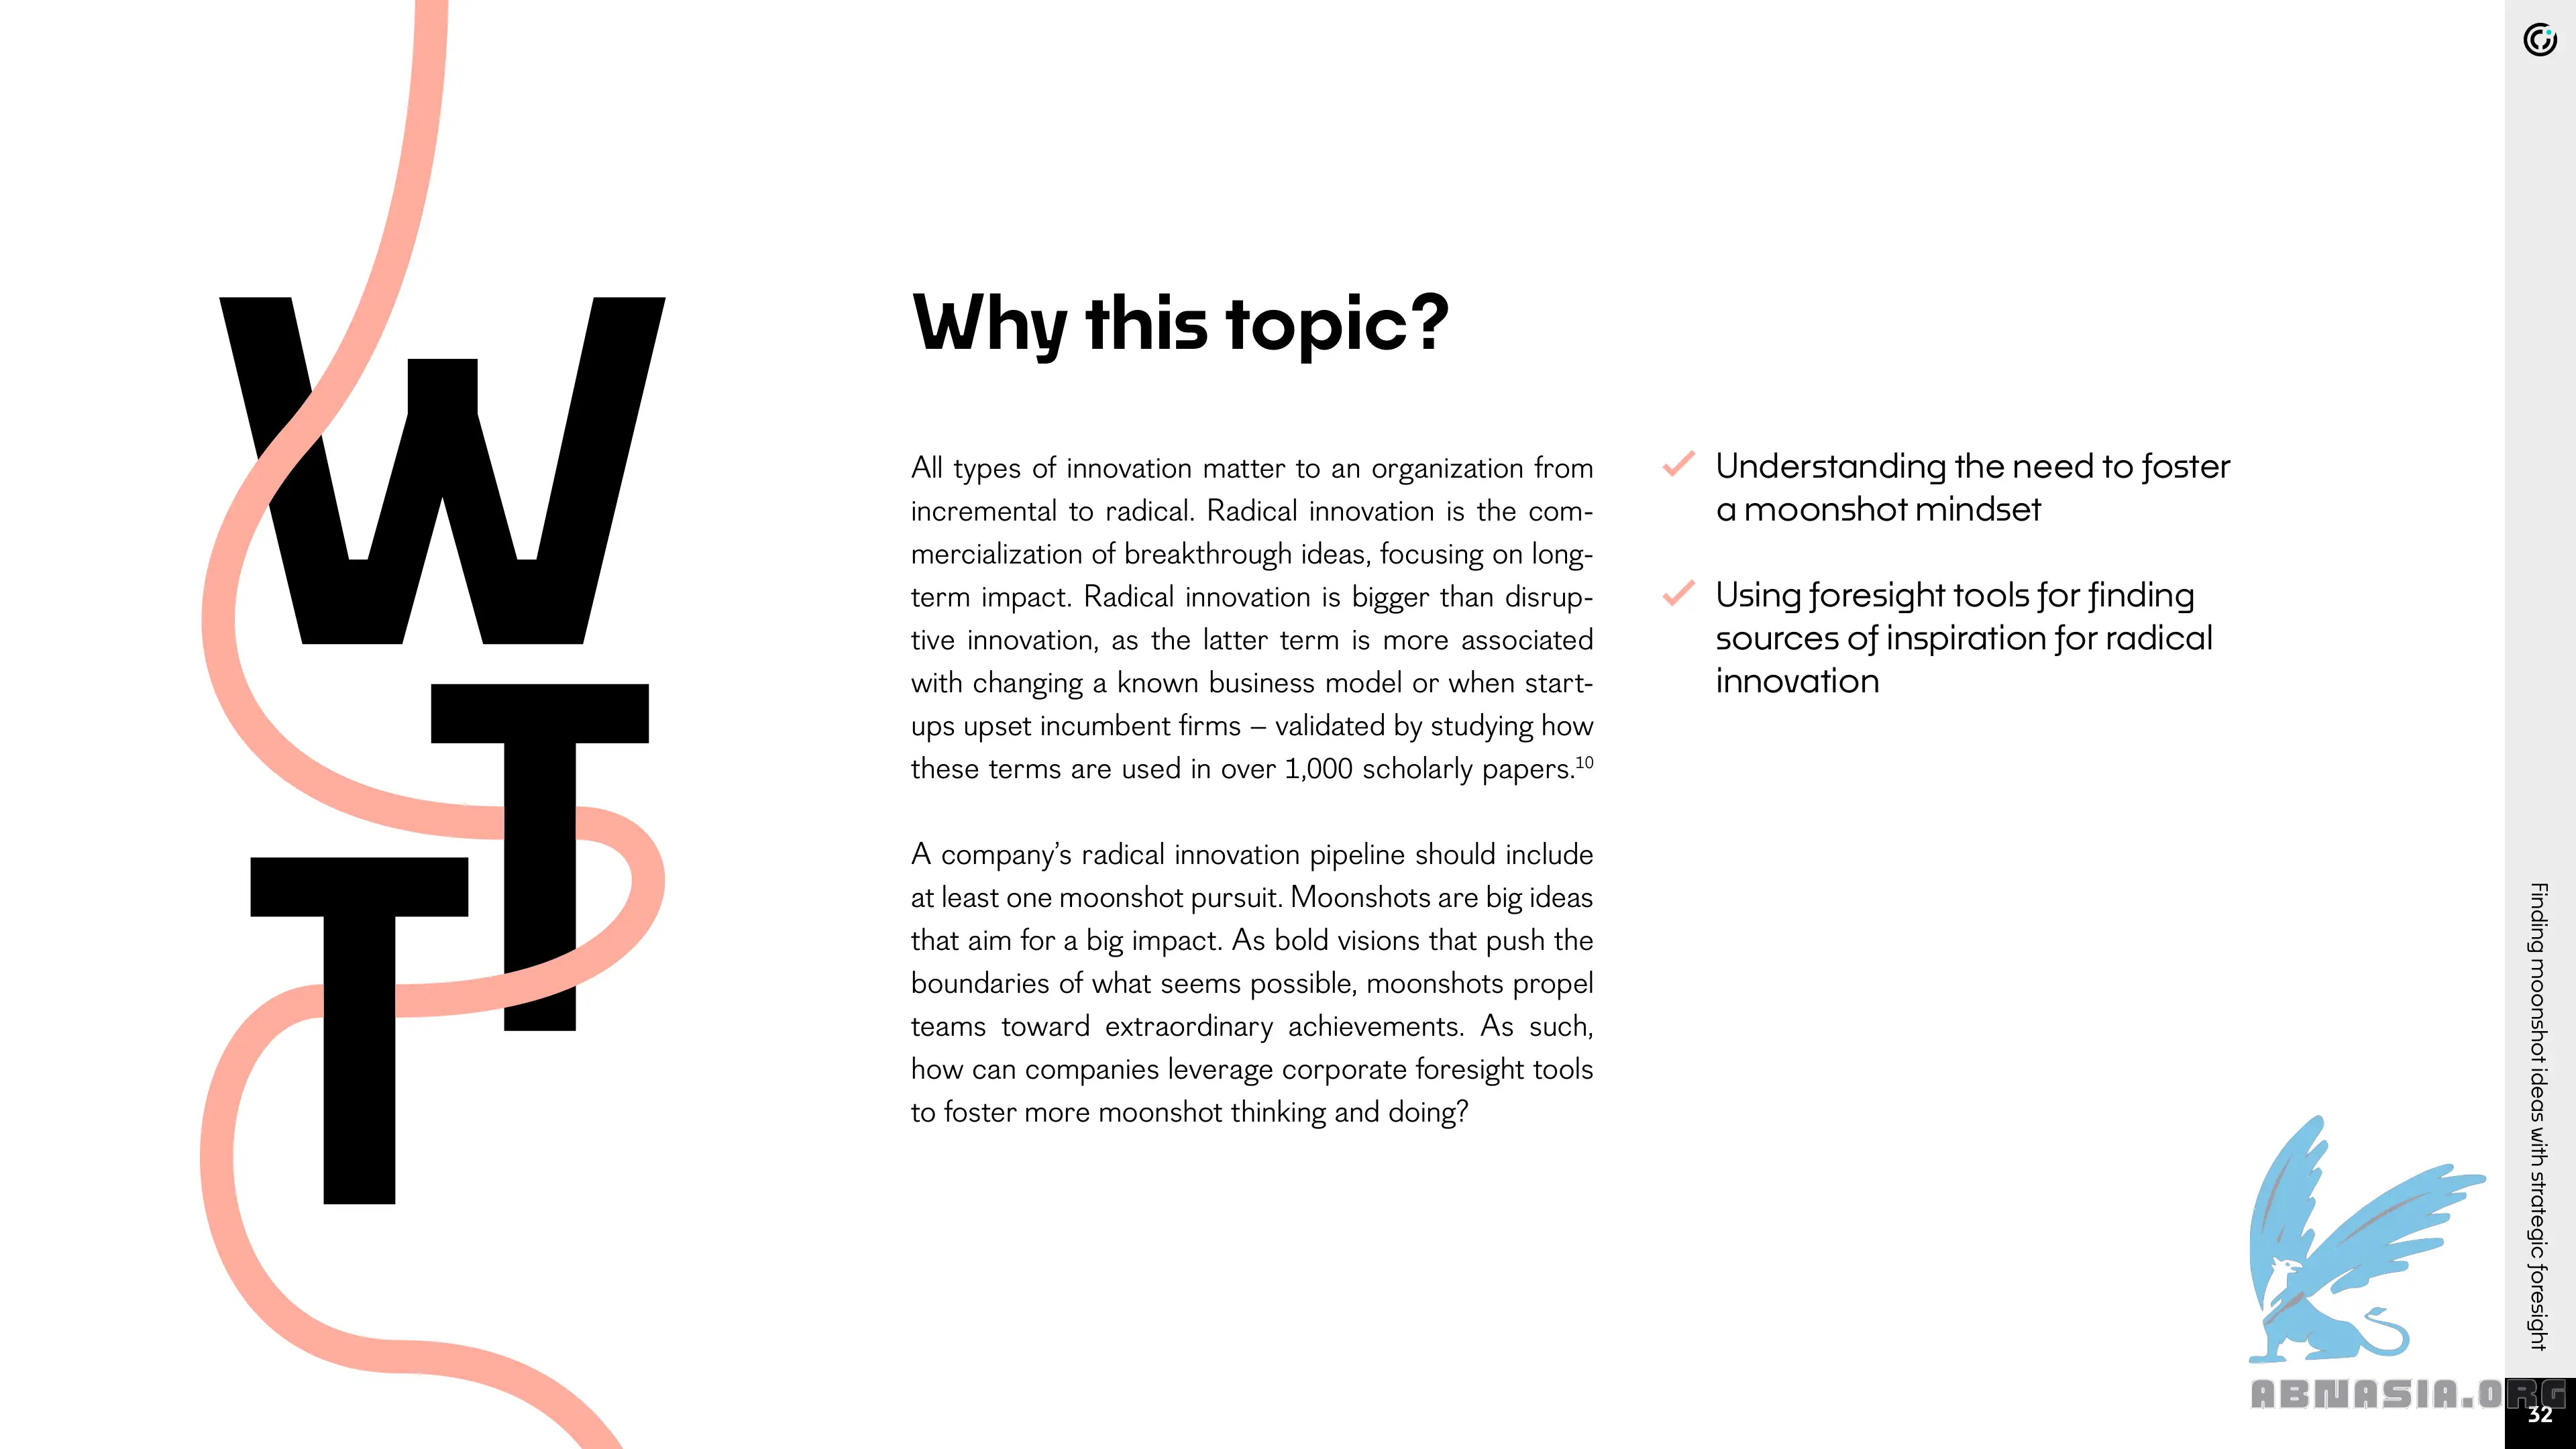 W
T
T
Why this topic?
All types of innovation matter to an organization from
incremental to radical. Radical innovation is the com-
mercialization of breakthrough ideas, focusing on long-
term impact. Radical innovation is bigger than disrup-
tive innovation, as the latter term is more associated
with changing a known business model or when start-
ups upset incumbent firms – validated by studying how
these terms are used in over 1,000 scholarly papers.¹⁰
A company’s radical innovation pipeline should include
at least one moonshot pursuit. Moonshots are big ideas
that aim for a big impact. As bold visions that push the
boundaries of what seems possible, moonshots propel
teams toward extraordinary achievements. As such,
how can companies leverage corporate foresight tools
to foster more moonshot thinking and doing?
Understanding the need to foster
a moonshot mindset
Using foresight tools for finding
sources of inspiration for radical
innovation
Finding moonshot ideas with strategic foresight
ABNASIA.ORG
32